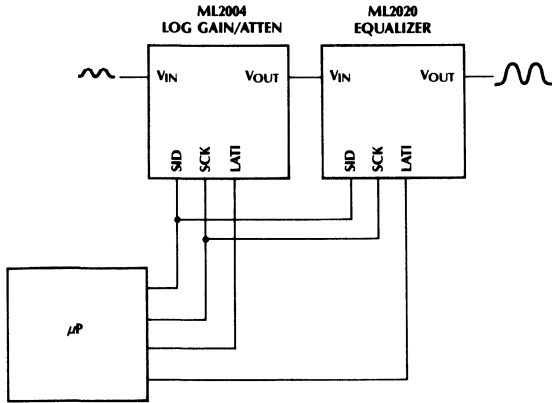 ML2004
LOG GAIN/ATTEN
ML2020
EQUALIZER
VIN
VOUT
VIN
VOUT
SID
SCK
LATI
SID
SCK
LATI
μP